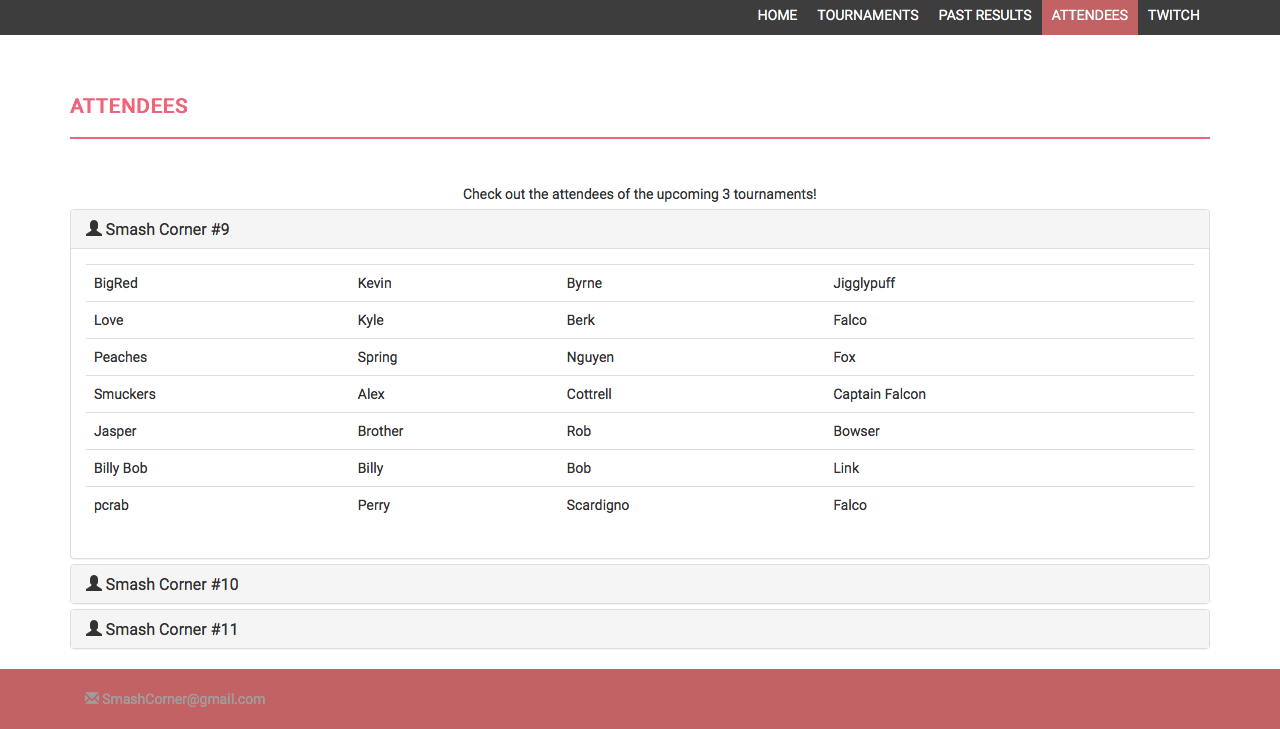 HOME TOURNAMENTS PAST RESULTS ATTENDEES TWITCH
ATTENDEES
Check out the attendees of the upcoming 3 tournaments!
Smash Corner #9
BigRed Kevin Byrne Jigglypuff
Love Kyle Berk Falco
Peaches Spring Nguyen Fox
Smuckers Alex Cottrell Captain Falcon
Jasper Brother Rob Bowser
Billy Bob Billy Bob Link
pcrab Perry Scardigno Falco
Smash Corner #10
Smash Corner #11
SmashCorner@gmail.com